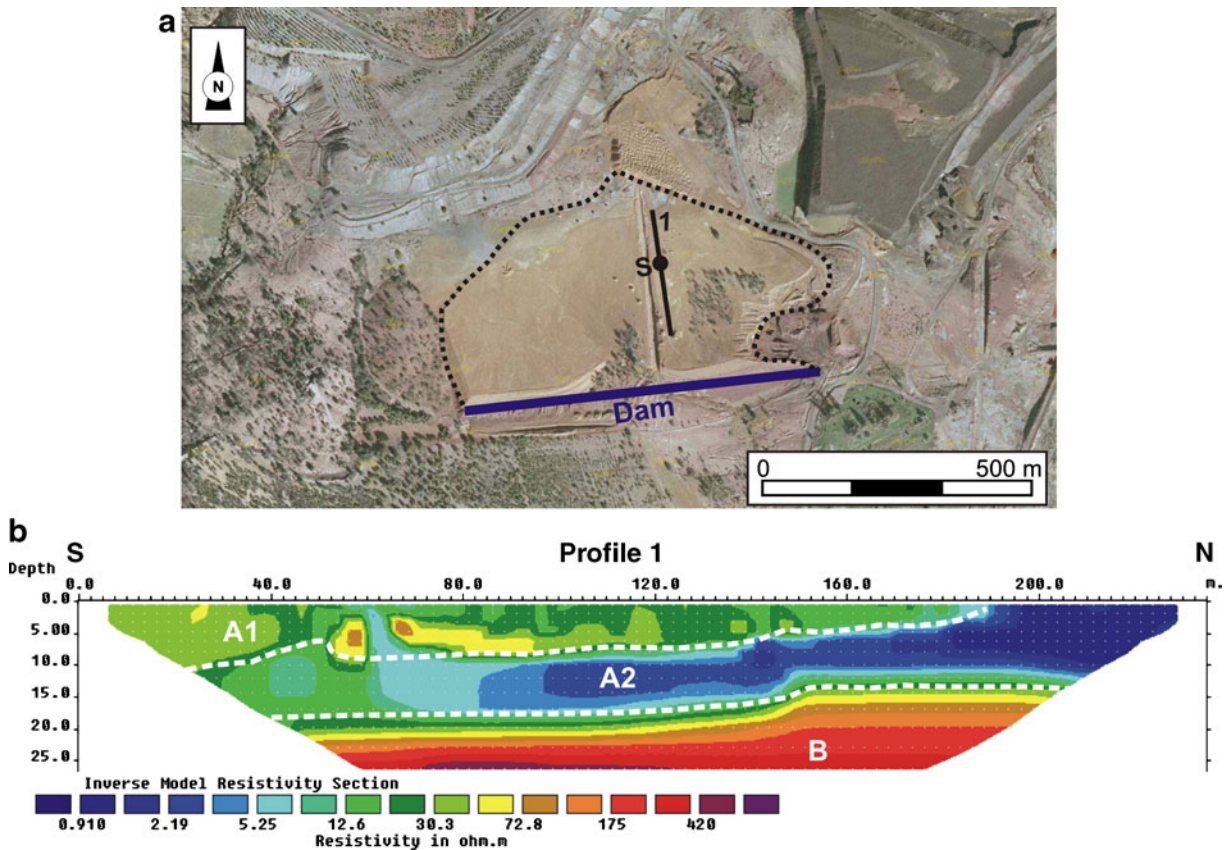 a
N
1
S
Dam
0 500 m
b
S Profile 1 N
Depth 0.0 40.0 80.0 120.0 160.0 200.0 m.
0.0
5.00
10.0
15.0
20.0
25.0
A1
A2
B
Inverse Model Resistivity Section
0.910 2.19 5.25 12.6 30.3 72.8 175 420
Resistivity in ohm.m